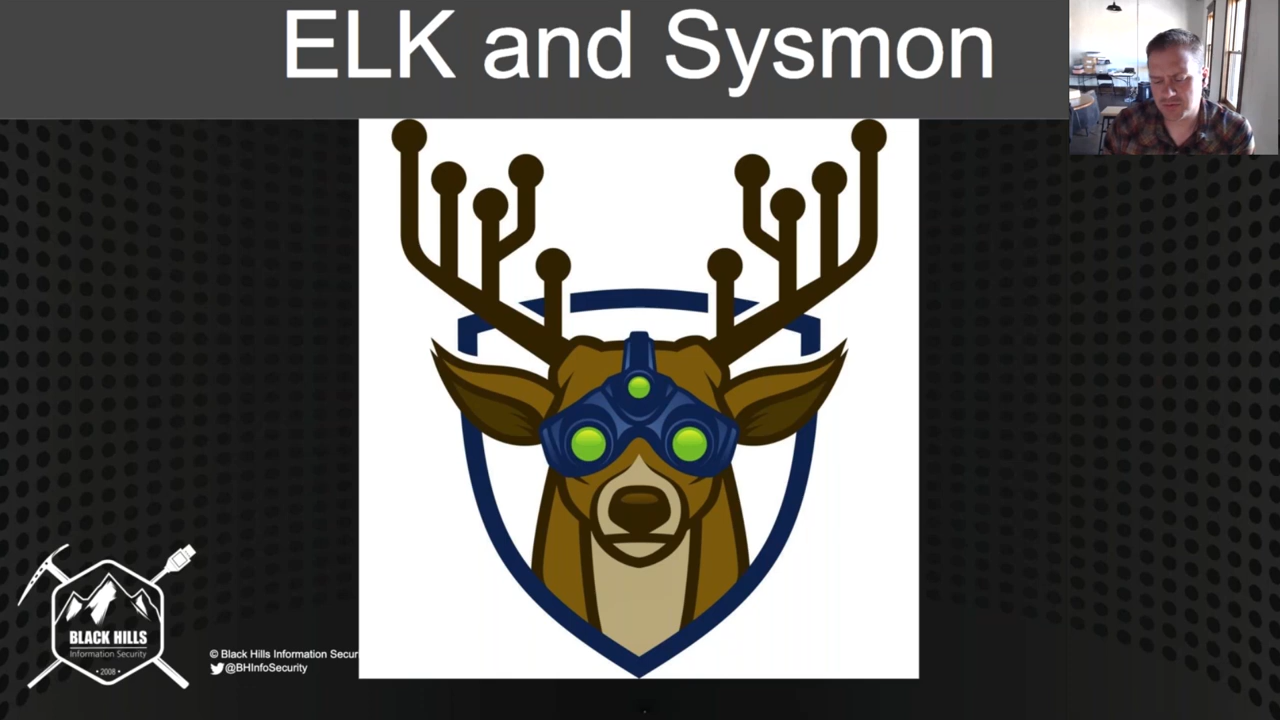 ELK and Sysmon
BLACK HILLS
Information Security
• 2008 •
© Black Hills Information Secur
@BHInfoSecurity